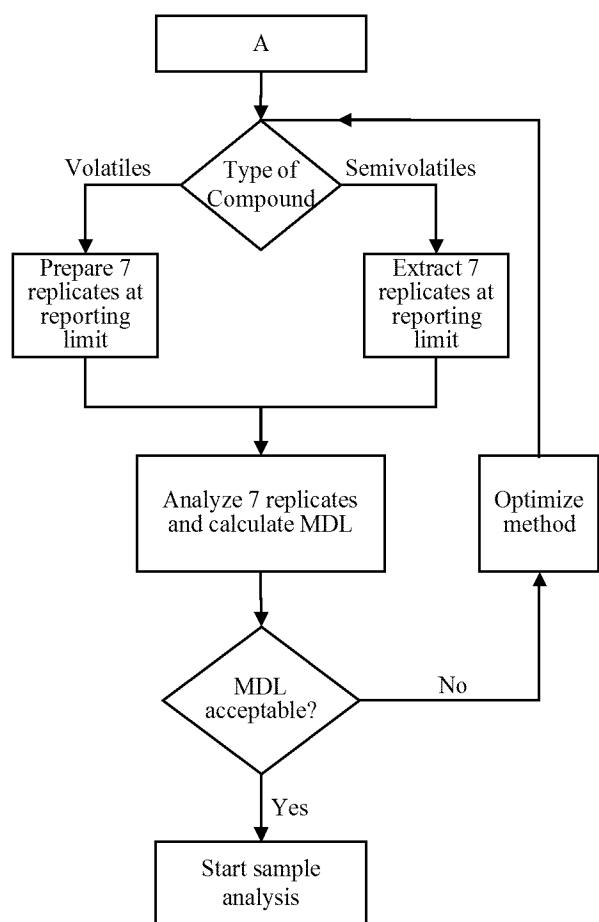 A
Type of
Compound
Volatiles
Semivolatiles
Prepare 7
replicates at
reporting
limit
Extract 7
replicates at
reporting
limit
Analyze 7 replicates
and calculate MDL
Optimize
method
MDL
acceptable?
No
Yes
Start sample
analysis